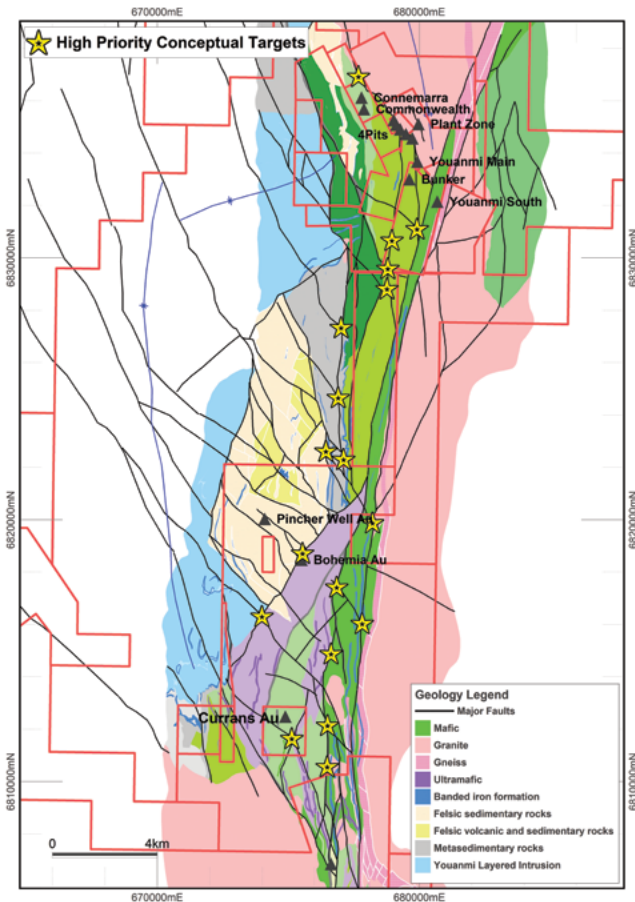 670000mE
680000mE
High Priority Conceptual Targets
Connemarra
Commonwealth
4Pits
Plant Zone
Youanmi Main
Bunker
Youanmi South
6830000mN
6830000mN
6820000mN
6820000mN
Pincher Well Au
Bohemia Au
Currans Au
6810000mN
6810000mN
Geology Legend
Major Faults
Mafic
Granite
Gneiss
Ultramafic
Banded iron formation
Felsic sedimentary rocks
Felsic volcanic and sedimentary rocks
Metasedimentary rocks
Youanmi Layered Intrusion
0
4km
670000mE
680000mE